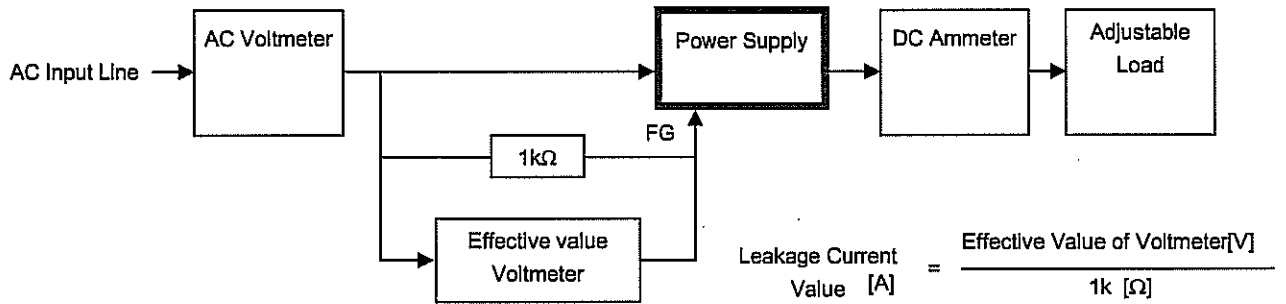 AC Input Line
AC Voltmeter
Power Supply
DC Ammeter
Adjustable
Load
FG
1kΩ
Effective value
Voltmeter
Leakage Current
Value [A]
=
Effective Value of Voltmeter[V]
1k [Ω]